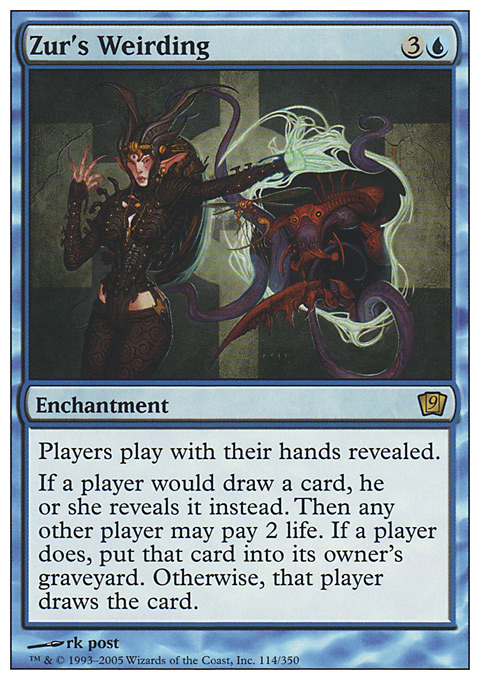 Zur's Weirding 3
Enchantment 9
Players play with their hands revealed.
If a player would draw a card, he
or she reveals it instead. Then any
other player may pay 2 life. If a player
does, put that card into its owner's
graveyard. Otherwise, that player
draws the card.
rk post
™ & © 1993–2005 Wizards of the Coast, Inc. 114/350